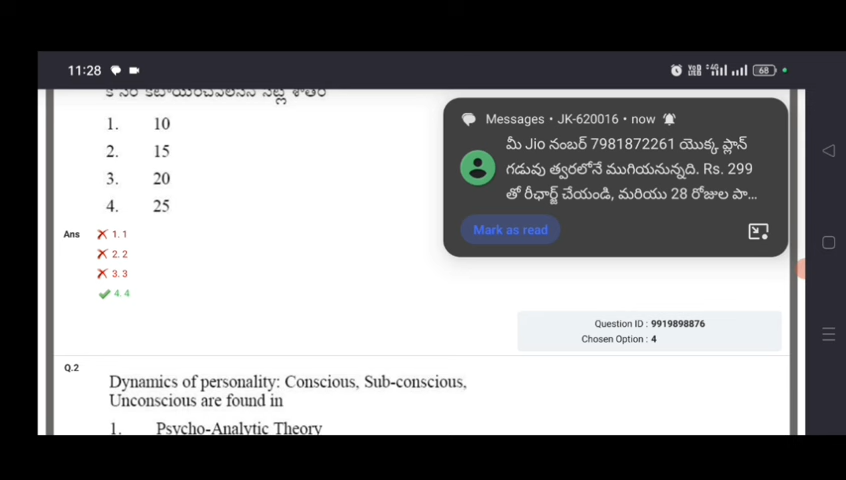 11:28
68
Messages • JK-620016 • now
మీ Jio నంబర్ 7981872261 యొక్క ప్లాన్
గడువు త్వరలోనే ముగియనున్నది. Rs. 299
తో రీఛార్జ్ చేయండి, మరియు 28 రోజుల పా...
Mark as read
1. 10
2. 15
3. 20
4. 25
Ans
1. 1
2. 2
3. 3
4. 4
Question ID : 9919898876
Chosen Option : 4
Q.2
Dynamics of personality: Conscious, Sub-conscious,
Unconscious are found in
1. Psycho-Analytic Theory